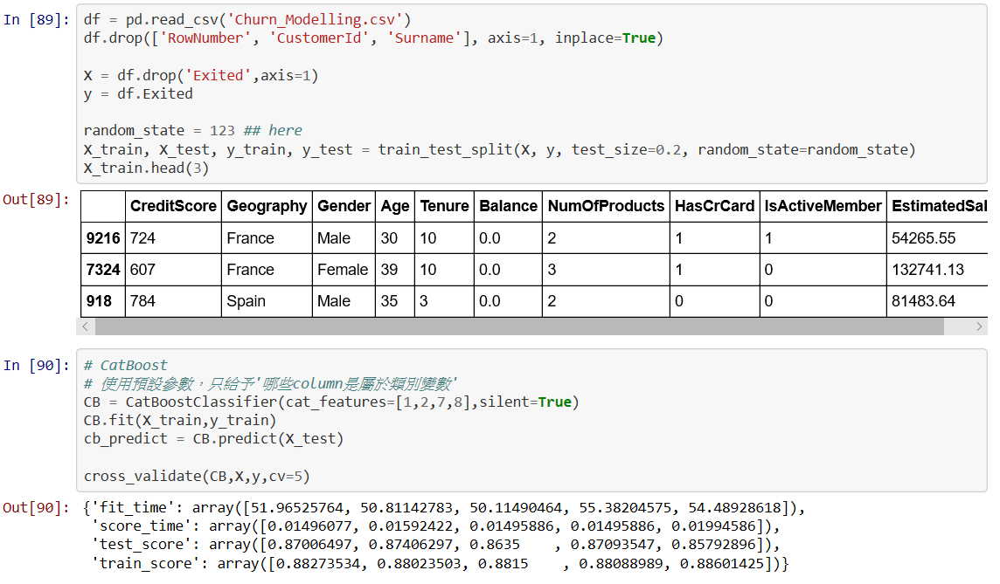 In [89]:
df = pd.read_csv('Churn_Modelling.csv')
df.drop(['RowNumber', 'CustomerId', 'Surname'], axis=1, inplace=True)
X = df.drop('Exited',axis=1)
y = df.Exited
random_state = 123 ## here
X_train, X_test, y_train, y_test = train_test_split(X, y, test_size=0.2, random_state=random_state)
X_train.head(3)
Out[89]:
CreditScore Geography Gender Age Tenure Balance NumOfProducts HasCrCard IsActiveMember EstimatedSal
9216 724 France Male 30 10 0.0 2 1 1 54265.55
7324 607 France Female 39 10 0.0 3 1 0 132741.13
918 784 Spain Male 35 3 0.0 2 0 0 81483.64
In [90]:
# CatBoost
# 使用預設參數，只給予'哪些column是屬於類別變數'
CB = CatBoostClassifier(cat_features=[1,2,7,8],silent=True)
CB.fit(X_train,y_train)
cb_predict = CB.predict(X_test)
cross_validate(CB,X,y,cv=5)
Out[90]:
{'fit_time': array([51.96525764, 50.81142783, 50.11490464, 55.38204575, 54.48928618]),
'score_time': array([0.01496077, 0.01592422, 0.01495886, 0.01495886, 0.01994586]),
'test_score': array([0.87006497, 0.87406297, 0.8635    , 0.87093547, 0.85792896]),
'train_score': array([0.88273534, 0.88023503, 0.8815    , 0.88088989, 0.88601425])}